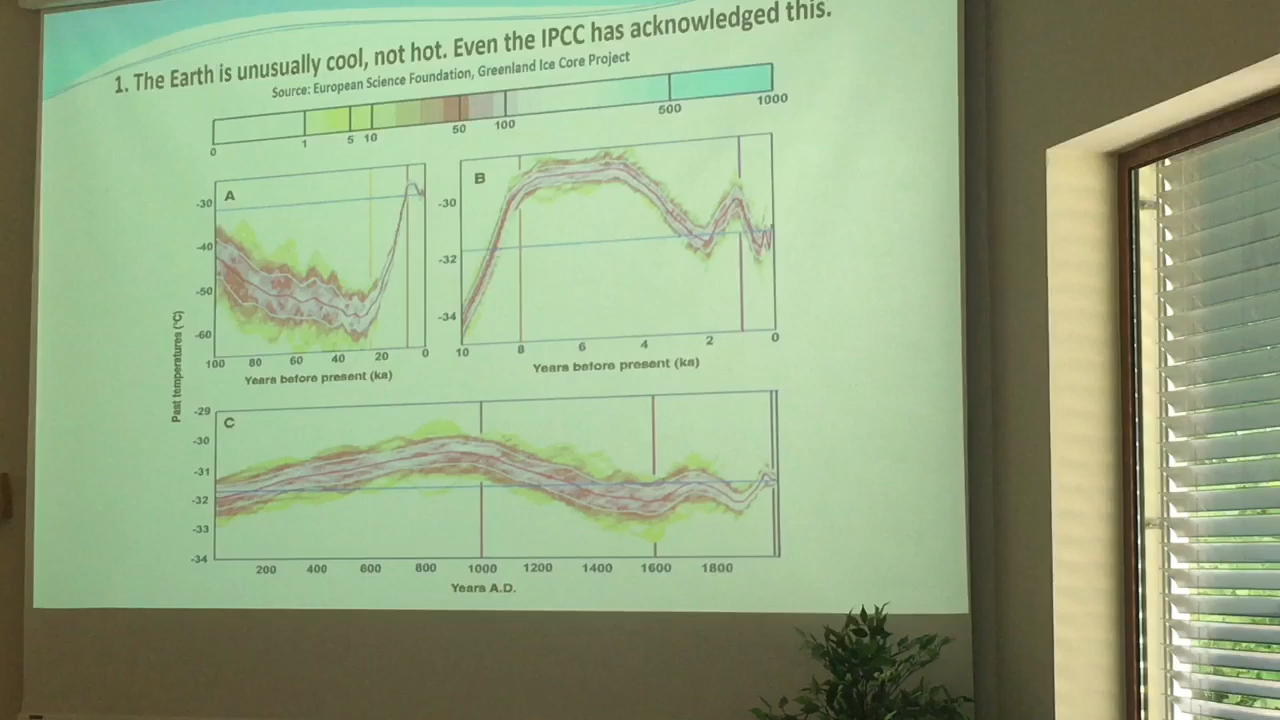 1. The Earth is unusually cool, not hot. Even the IPCC has acknowledged this.
Source: European Science Foundation, Greenland Ice Core Project
0 1 5 10 50 100 500 1000
Past temperatures (°C)
A
-30
-40
-50
-60
100 80 60 40 20 0
Years before present (ka)
B
-30
-32
-34
10 8 6 4 2 0
Years before present (ka)
C
-29
-30
-31
-32
-33
-34
200 400 600 800 1000 1200 1400 1600 1800
Years A.D.